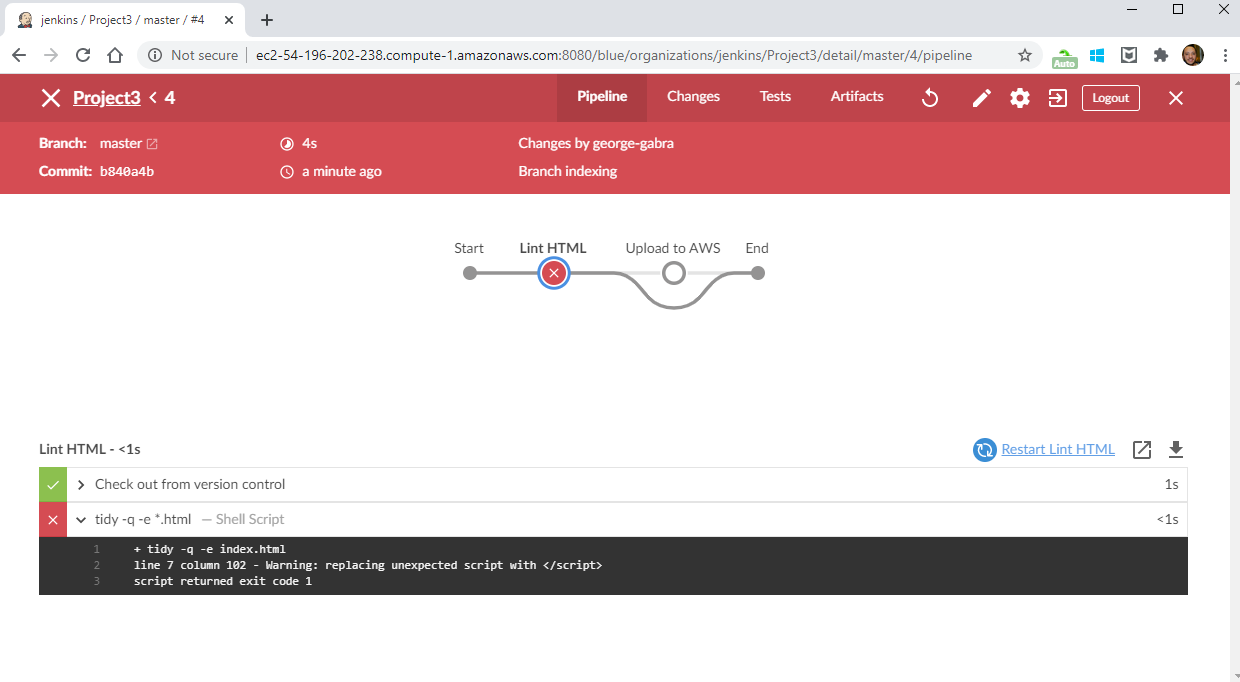 jenkins / Project3 / master / #4
Not secure
ec2-54-196-202-238.compute-1.amazonaws.com:8080/blue/organizations/jenkins/Project3/detail/master/4/pipeline
Auto
Project3 < 4
Pipeline
Changes
Tests
Artifacts
Logout
Branch: master
4s
Changes by george-gabra
Commit: b840a4b
a minute ago
Branch indexing
Start
Lint HTML
Upload to AWS
End
Lint HTML - <1s
Restart Lint HTML
Check out from version control
1s
tidy -q -e *.html — Shell Script
<1s
1 + tidy -q -e index.html
2 line 7 column 102 - Warning: replacing unexpected script with </script>
3 script returned exit code 1